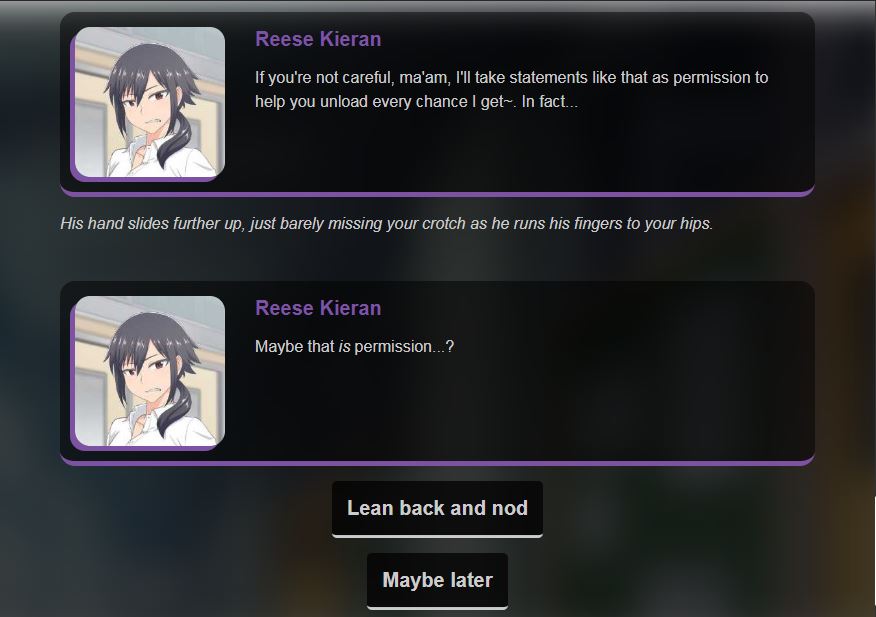 Reese Kieran
If you're not careful, ma'am, I'll take statements like that as permission to
help you unload every chance I get~. In fact...
His hand slides further up, just barely missing your crotch as he runs his fingers to your hips.
Reese Kieran
Maybe that is permission...?
Lean back and nod
Maybe later